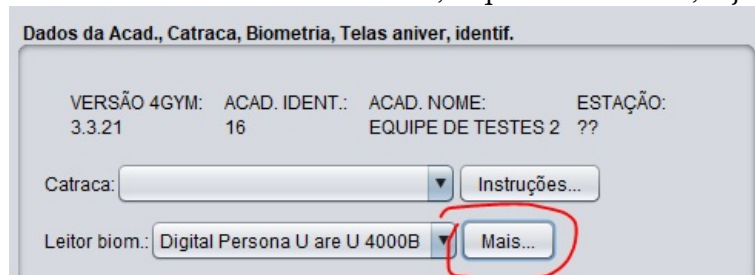 Dados da Acad., Catraca, Biometria, Telas aniver, identif.
VERSÃO 4GYM: ACAD. IDENT.: ACAD. NOME: ESTAÇÃO:
3.3.21 16 EQUIPE DE TESTES 2 ??
Catraca: Instruções...
Leitor biom.: Digital Persona U are U 4000B Mais...